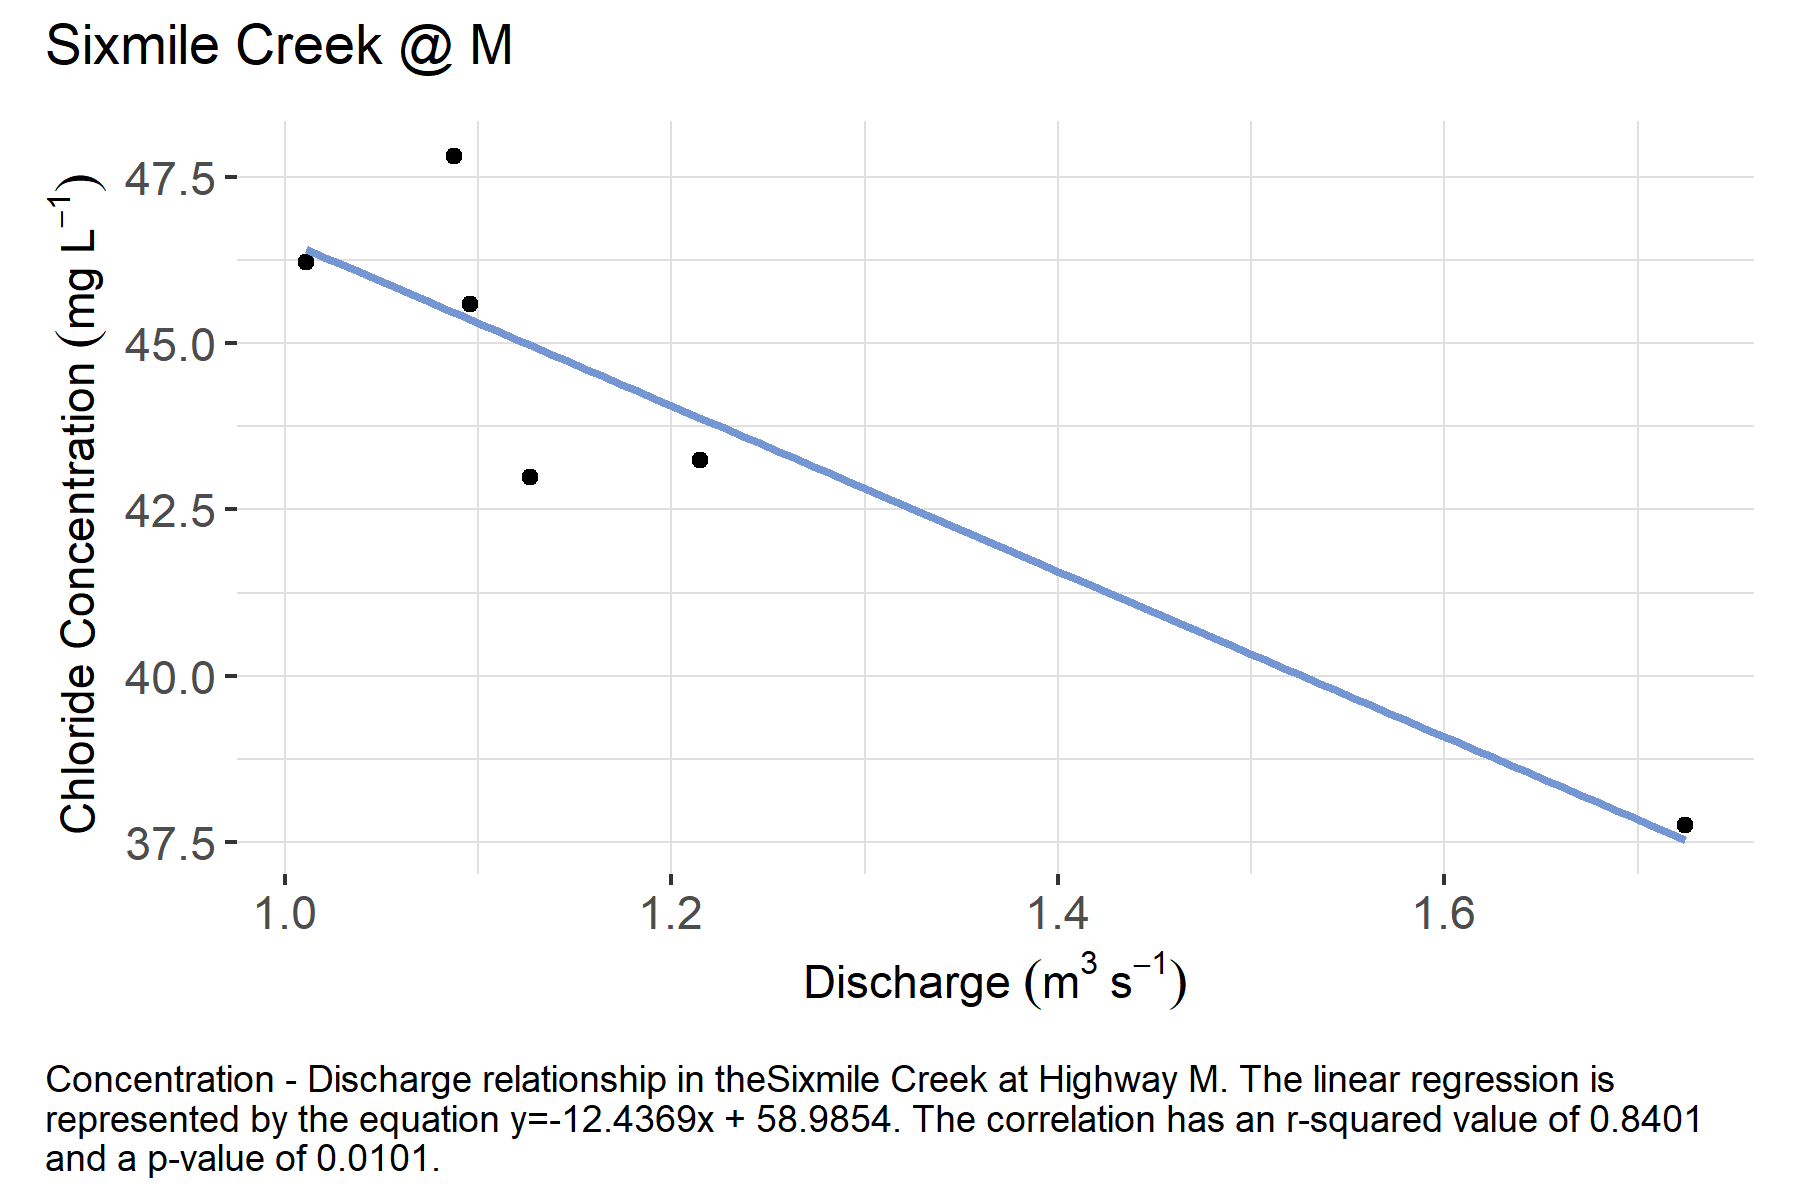 Sixmile Creek @ M
47.5
45.0
42.5
40.0
37.5
Chloride Concentration (mg L⁻¹)
1.0 1.2 1.4 1.6
Discharge (m³ s⁻¹)
Concentration - Discharge relationship in theSixmile Creek at Highway M. The linear regression is
represented by the equation y=-12.4369x + 58.9854. The correlation has an r-squared value of 0.8401
and a p-value of 0.0101.